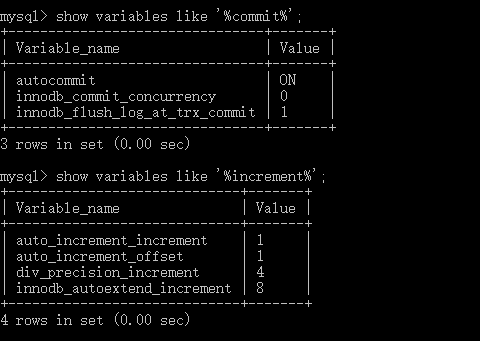 mysql> show variables like '%commit%';
+--------------------------------+-------+
| Variable_name                  | Value |
+--------------------------------+-------+
| autocommit                     | ON    |
| innodb_commit_concurrency      | 0     |
| innodb_flush_log_at_trx_commit | 1     |
+--------------------------------+-------+
3 rows in set (0.00 sec)

mysql> show variables like '%increment%';
+-----------------------------+-------+
| Variable_name               | Value |
+-----------------------------+-------+
| auto_increment_increment    | 1     |
| auto_increment_offset       | 1     |
| div_precision_increment     | 4     |
| innodb_autoextend_increment | 8     |
+-----------------------------+-------+
4 rows in set (0.00 sec)